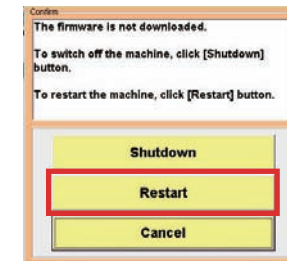 Confirm
The firmware is not downloaded.
To switch off the machine, click [Shutdown]
button.
To restart the machine, click [Restart] button.
Shutdown
Restart
Cancel